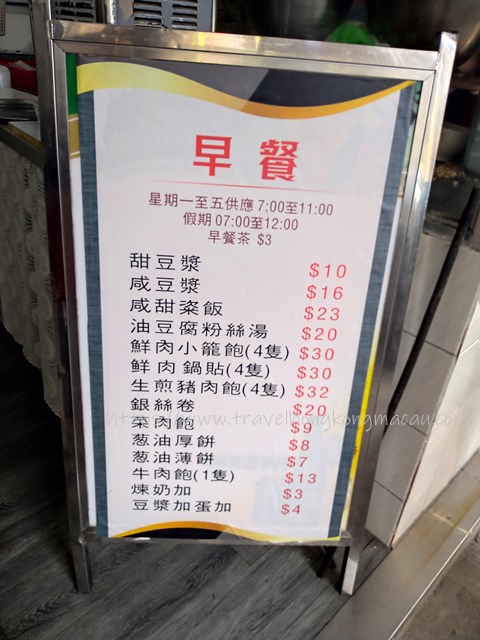 早餐
星期一至五供應 7:00至11:00
假期 07:00至12:00
早餐茶 $3
甜豆漿 $10
咸豆漿 $16
咸甜粢飯 $23
油豆腐粉絲湯 $20
鮮肉小籠飽(4隻) $30
鮮肉鍋貼(4隻) $30
生煎豬肉飽(4隻) $32
銀絲卷 $20
菜肉飽 $9
葱油厚餅 $8
葱油薄餅 $7
牛肉飽(1隻) $13
煉奶加 $3
豆漿加蛋加 $4
https://www.travelhongkongmacau.co